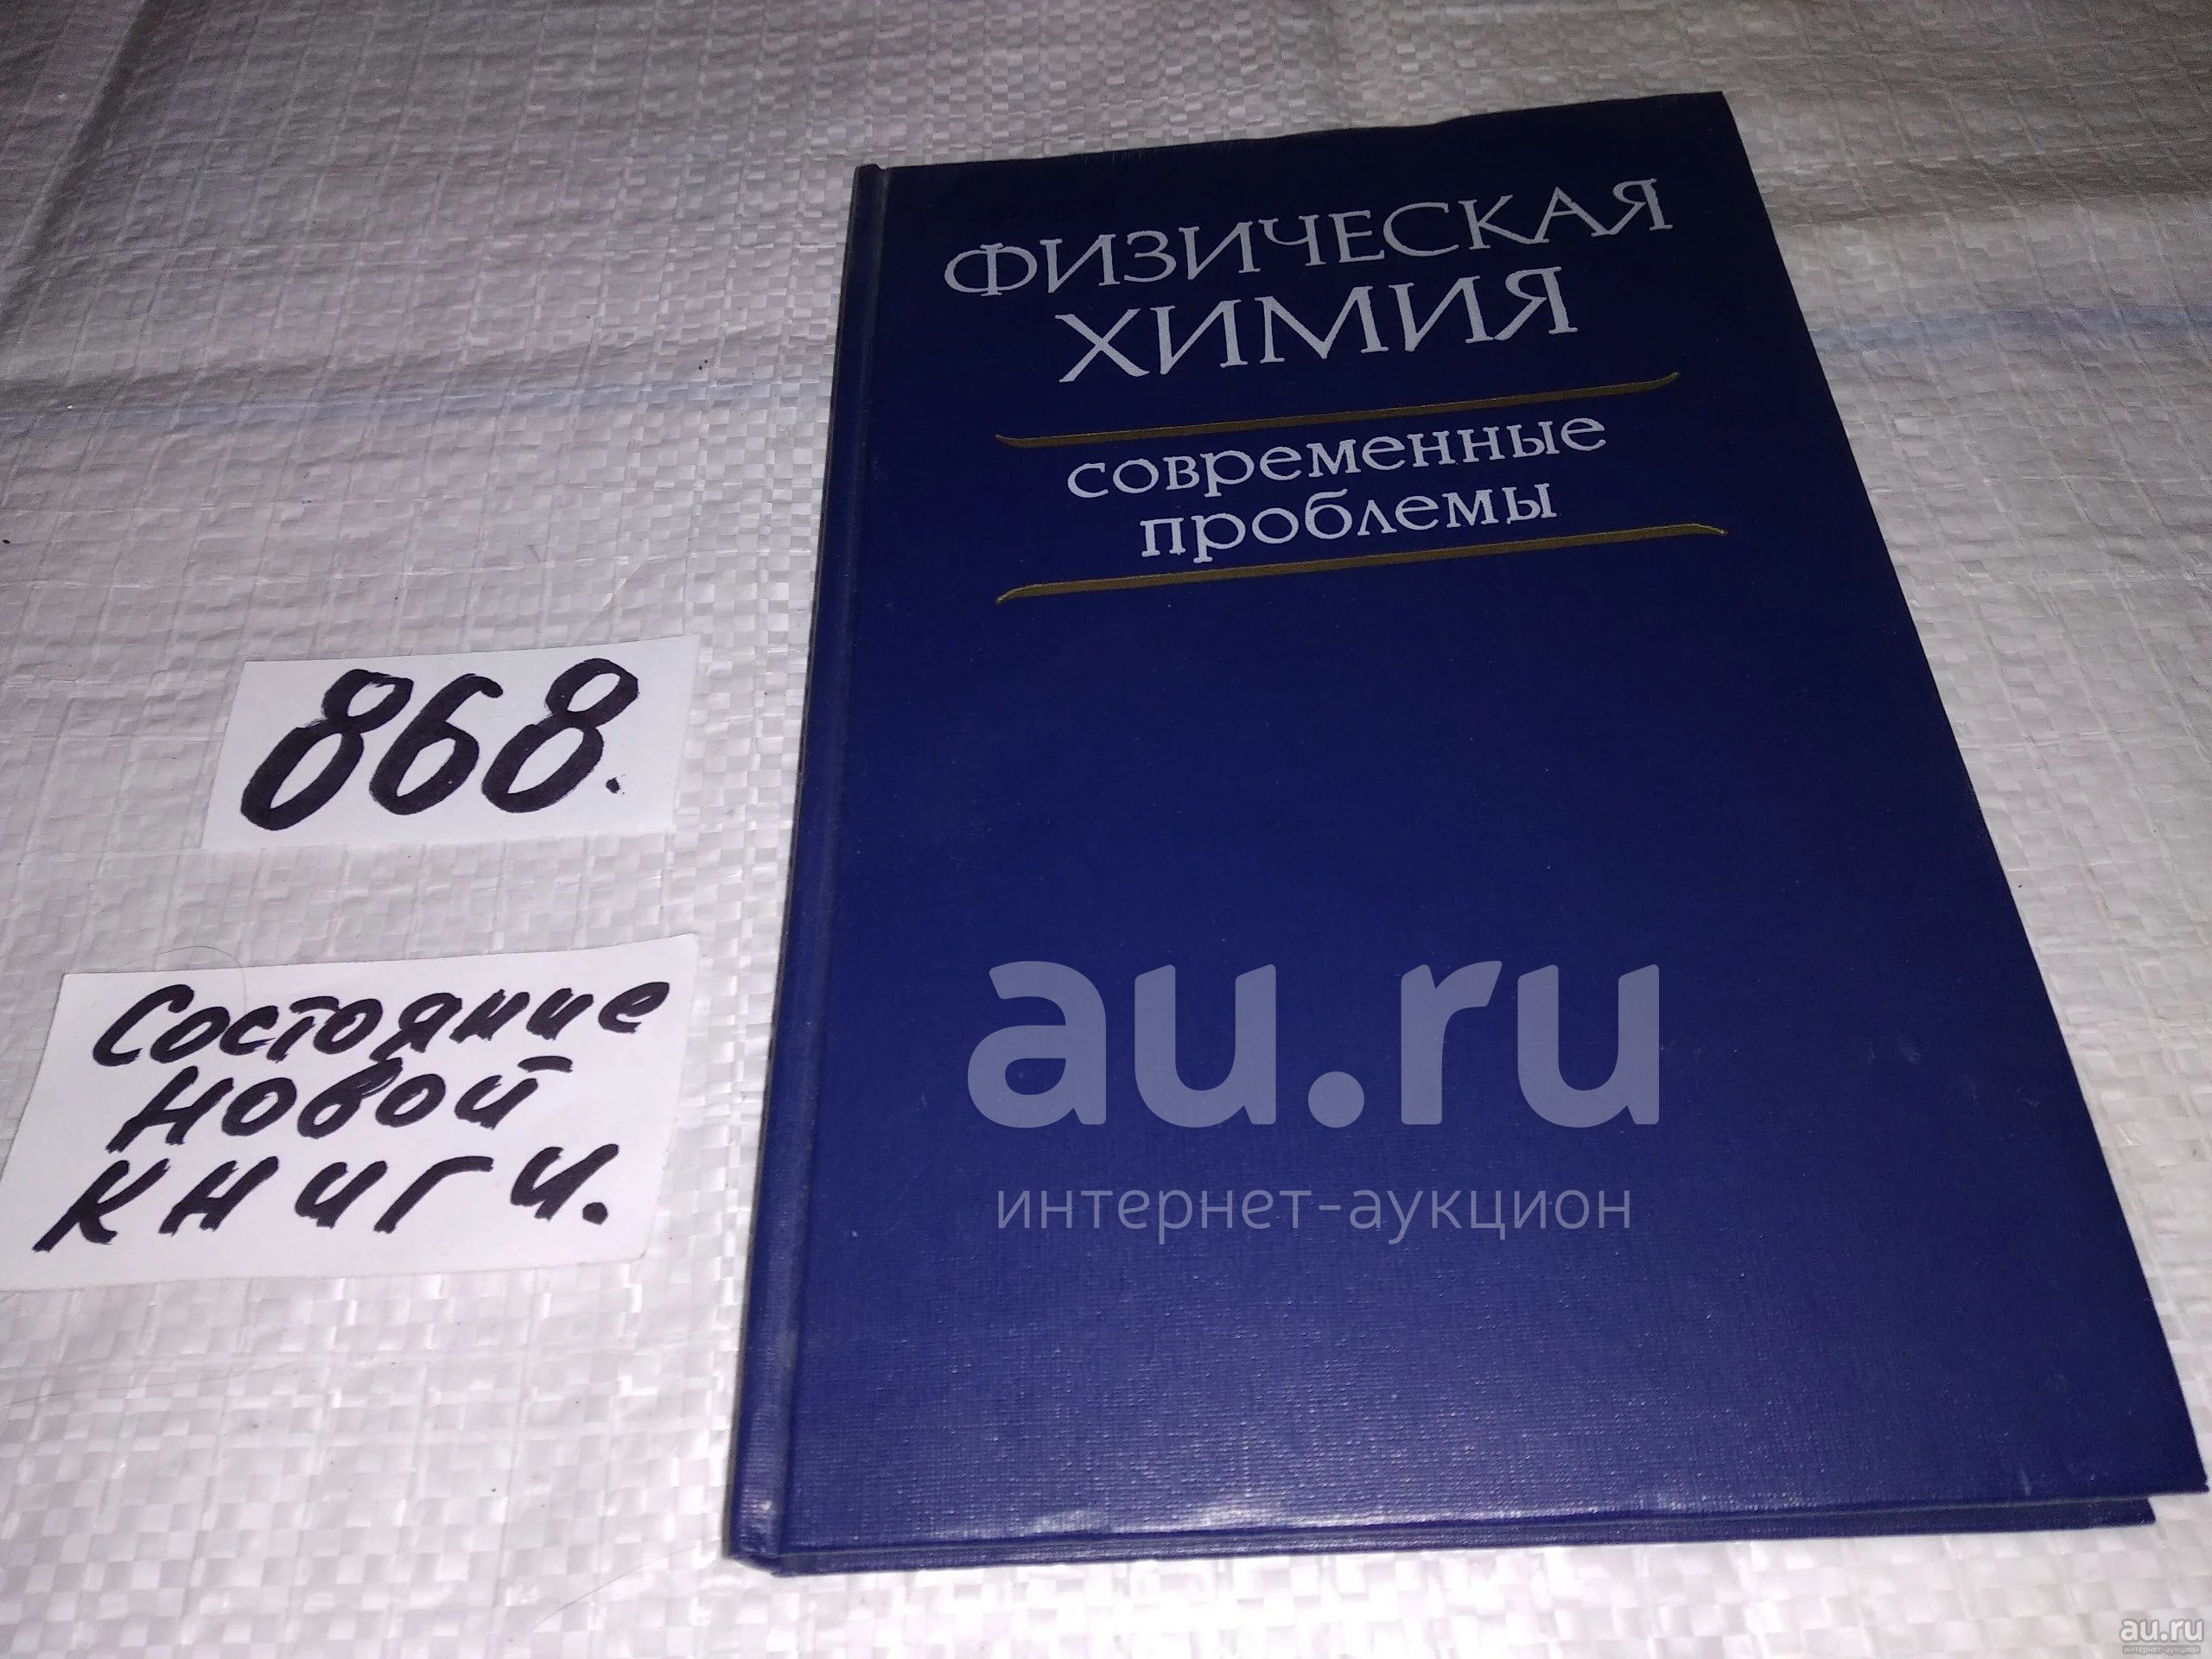 ФИЗИЧЕСКАЯ
ХИМИЯ
современные
проблемы
868.
Состояние
новой
книги.
au.ru
интернет-аукцион
au.ru
интернет-аукцион